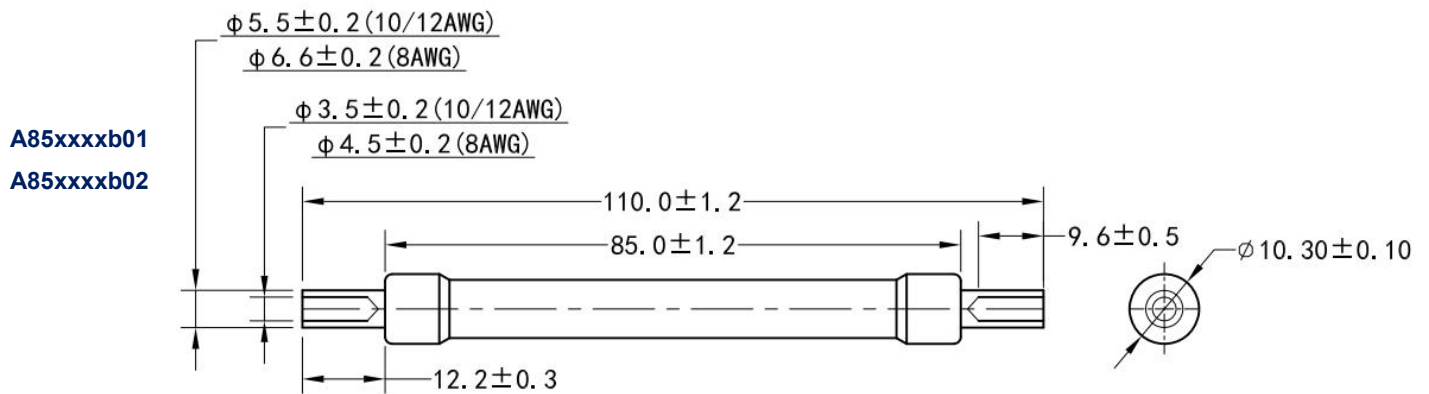 φ5.5±0.2(10/12AWG)
φ6.6±0.2(8AWG)
φ3.5±0.2(10/12AWG)
φ4.5±0.2(8AWG)
A85xxxxb01
A85xxxxb02
110.0±1.2
85.0±1.2
9.6±0.5
⌀10.30±0.10
12.2±0.3